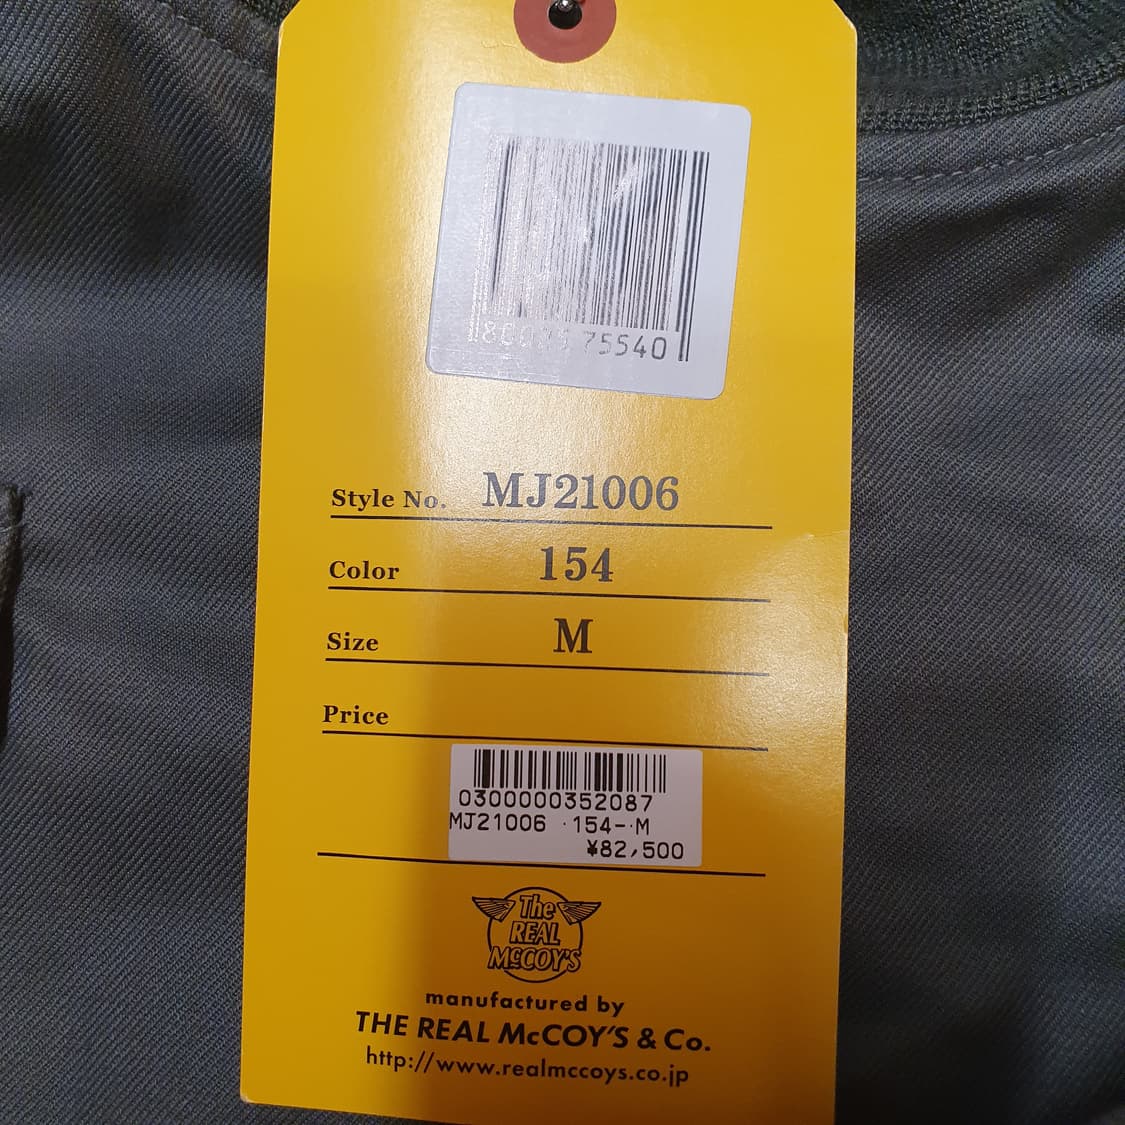 75540
Style No. MJ21006
Color 154
Size M
Price
0300000352087
MJ21006 154- M
¥82,500
The
REAL
McCOY'S
manufactured by
THE REAL McCOY'S & Co.
http://www.realmccoys.co.jp